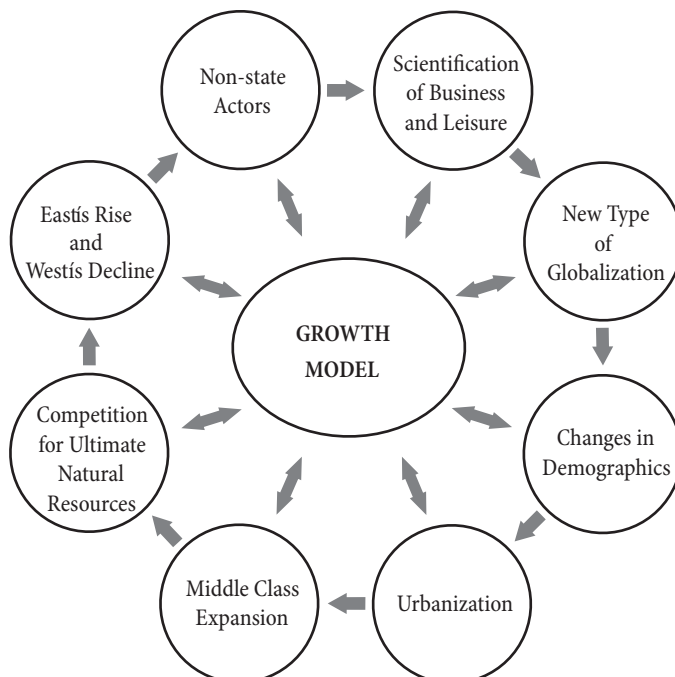 Non-state
Actors
Scientification
of Business
and Leisure
New Type
of
Globalization
Changes in
Demographics
Urbanization
Middle Class
Expansion
Competition
for Ultimate
Natural
Resources
Eastís Rise
and
Westís Decline
GROWTH
MODEL